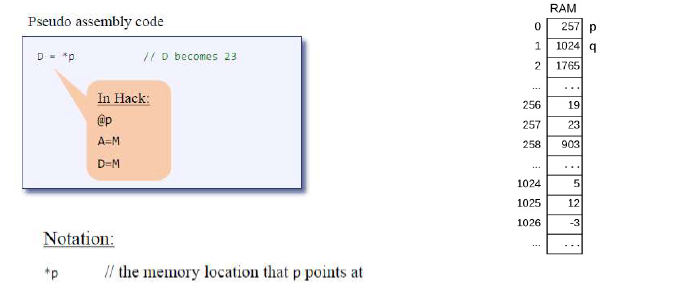 Pseudo assembly code
D = *p // D becomes 23
In Hack:
@p
A=M
D=M
Notation:
*p // the memory location that p points at
RAM
0 257 p
1 1024 q
2 1765
... ...
256 19
257 23
258 903
... ...
1024 5
1025 12
1026 -3
... ...